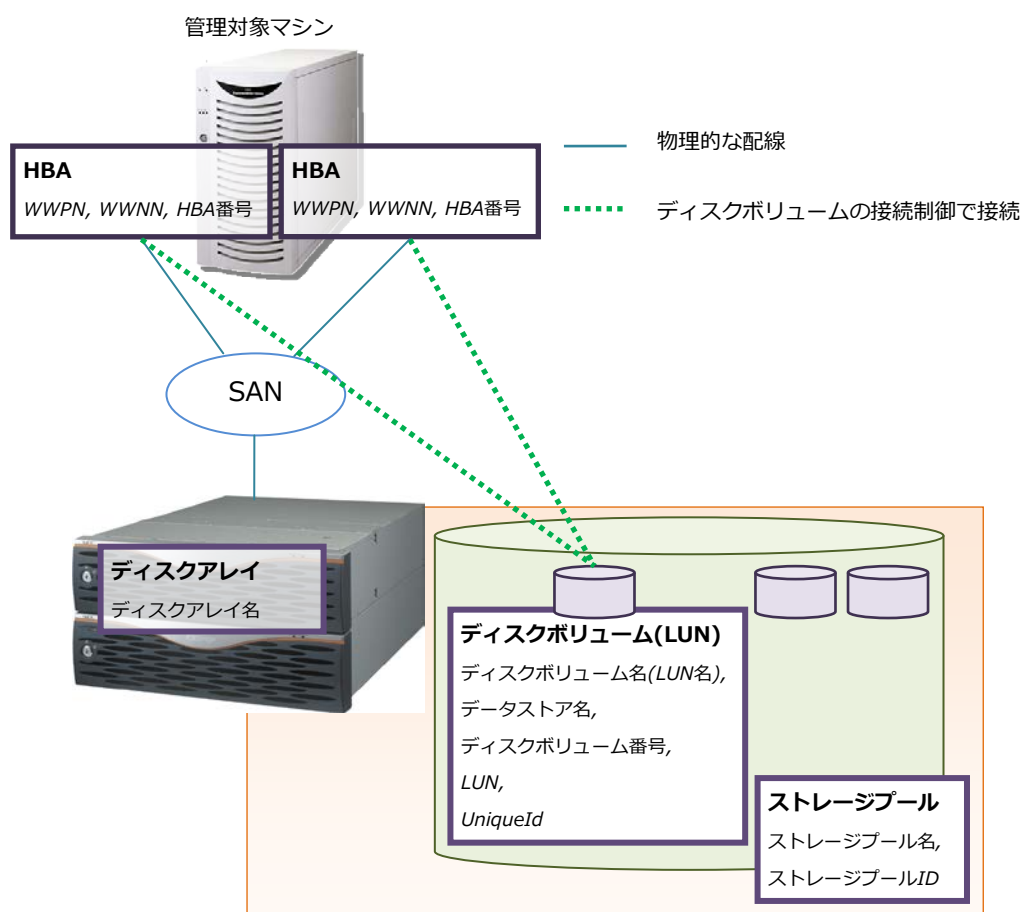 管理対象マシン
HBA
WWPN, WWNN, HBA番号
HBA
WWPN, WWNN, HBA番号
物理的な配線
ディスクボリュームの接続制御で接続
SAN
ディスクアレイ
ディスクアレイ名
ディスクボリューム(LUN)
ディスクボリューム名(LUN名),
データストア名,
ディスクボリューム番号,
LUN,
UniqueId
ストレージプール
ストレージプール名,
ストレージプールID